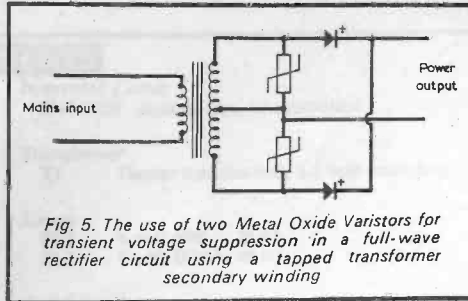 Mains input
Power
output
+
+
Fig. 5. The use of two Metal Oxide Varistors for
transient voltage suppression in a full-wave
rectifier circuit using a tapped transformer
secondary winding